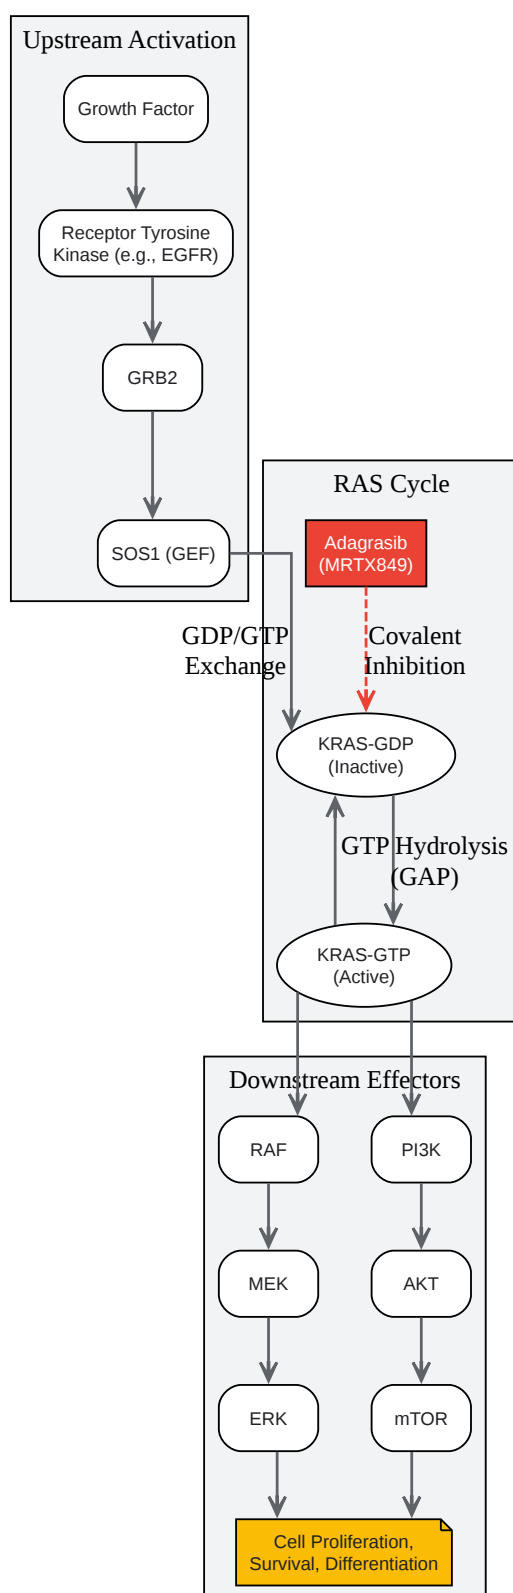 Upstream Activation
Growth Factor
Receptor Tyrosine
Kinase (e.g., EGFR)
GRB2
SOS1 (GEF)
RAS Cycle
Adagrasib
(MRTX849)
GDP/GTP
Exchange
Covalent
Inhibition
KRAS-GDP
(Inactive)
GTP Hydrolysis
(GAP)
KRAS-GTP
(Active)
Downstream Effectors
RAF
PI3K
MEK
AKT
ERK
mTOR
Cell Proliferation,
Survival, Differentiation